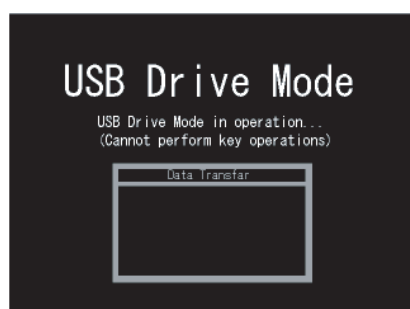 USB Drive Mode
USB Drive Mode in operation...
(Cannot perform key operations)
Data Transfar